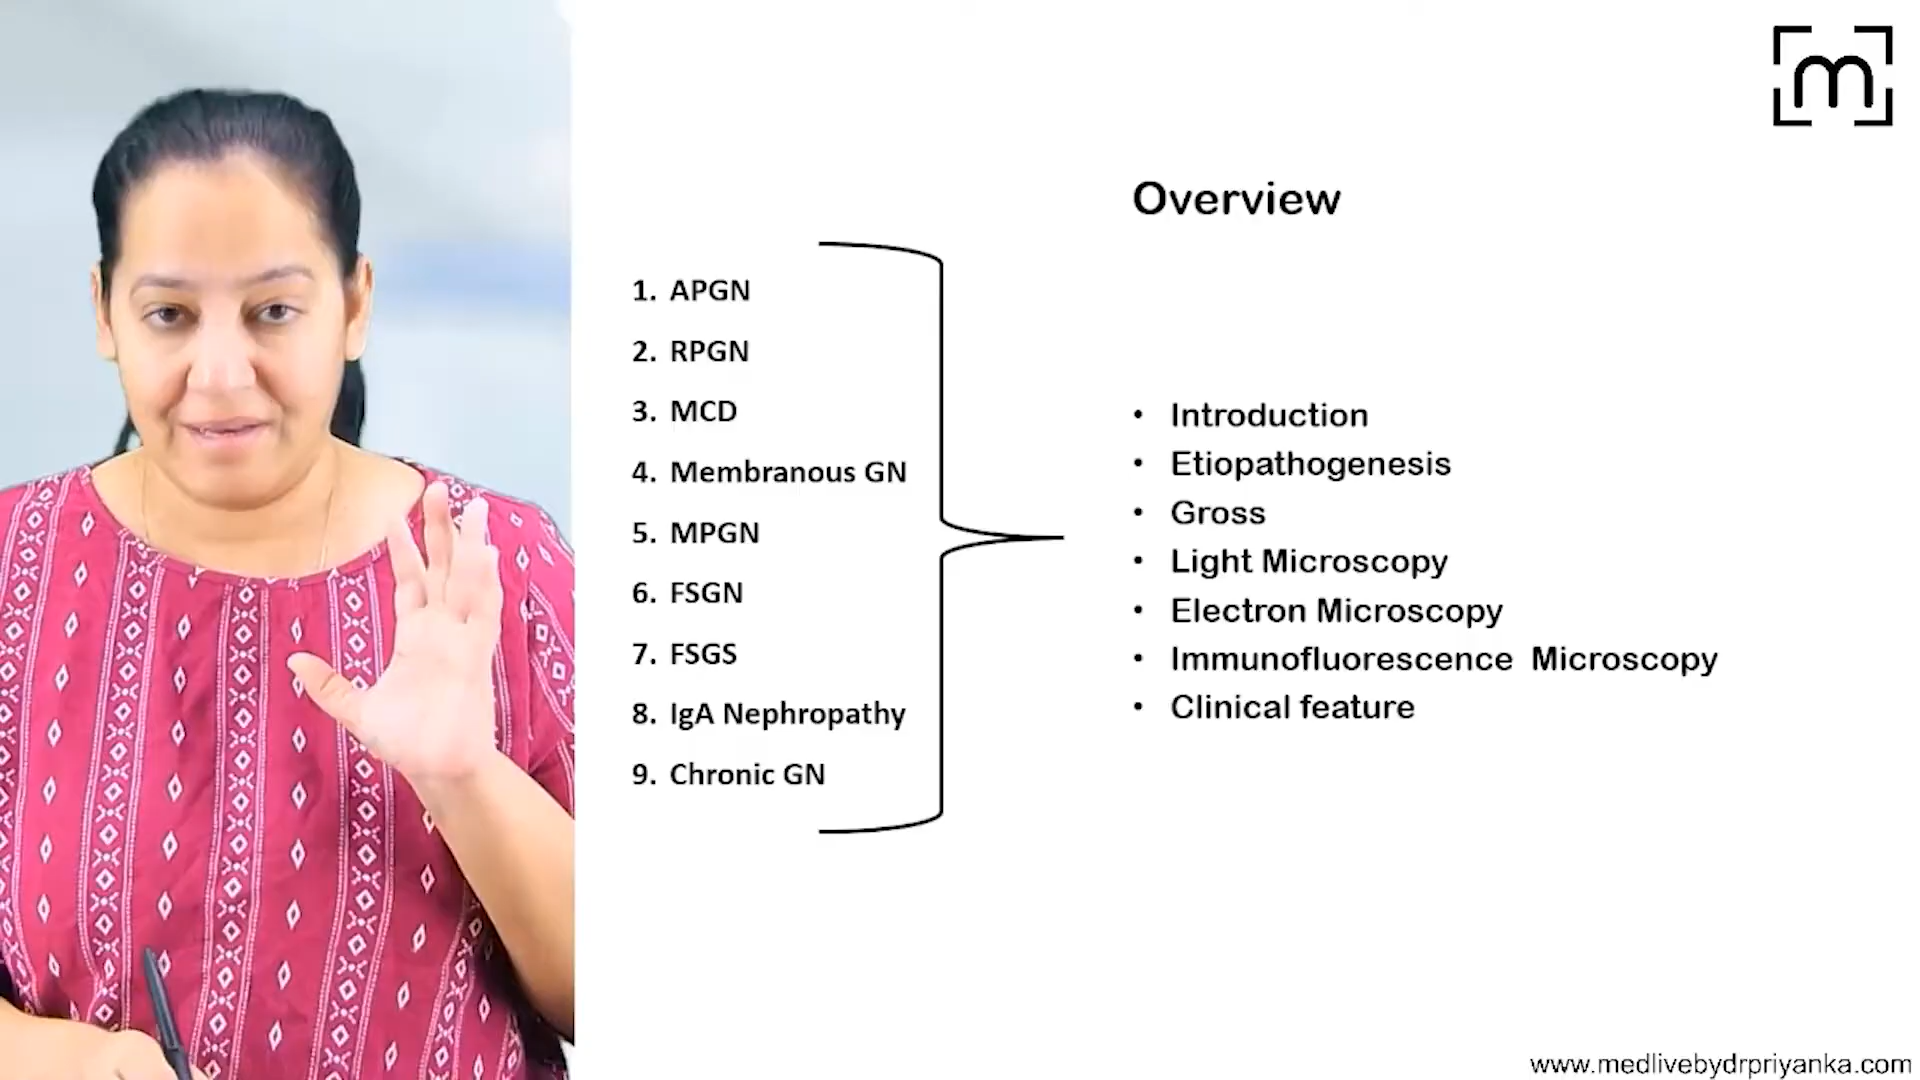 m
Overview
1. APGN
2. RPGN
3. MCD
4. Membranous GN
5. MPGN
6. FSGN
7. FSGS
8. IgA Nephropathy
9. Chronic GN
• Introduction
• Etiopathogenesis
• Gross
• Light Microscopy
• Electron Microscopy
• Immunofluorescence Microscopy
• Clinical feature
www.medlivebydrpriyanka.com